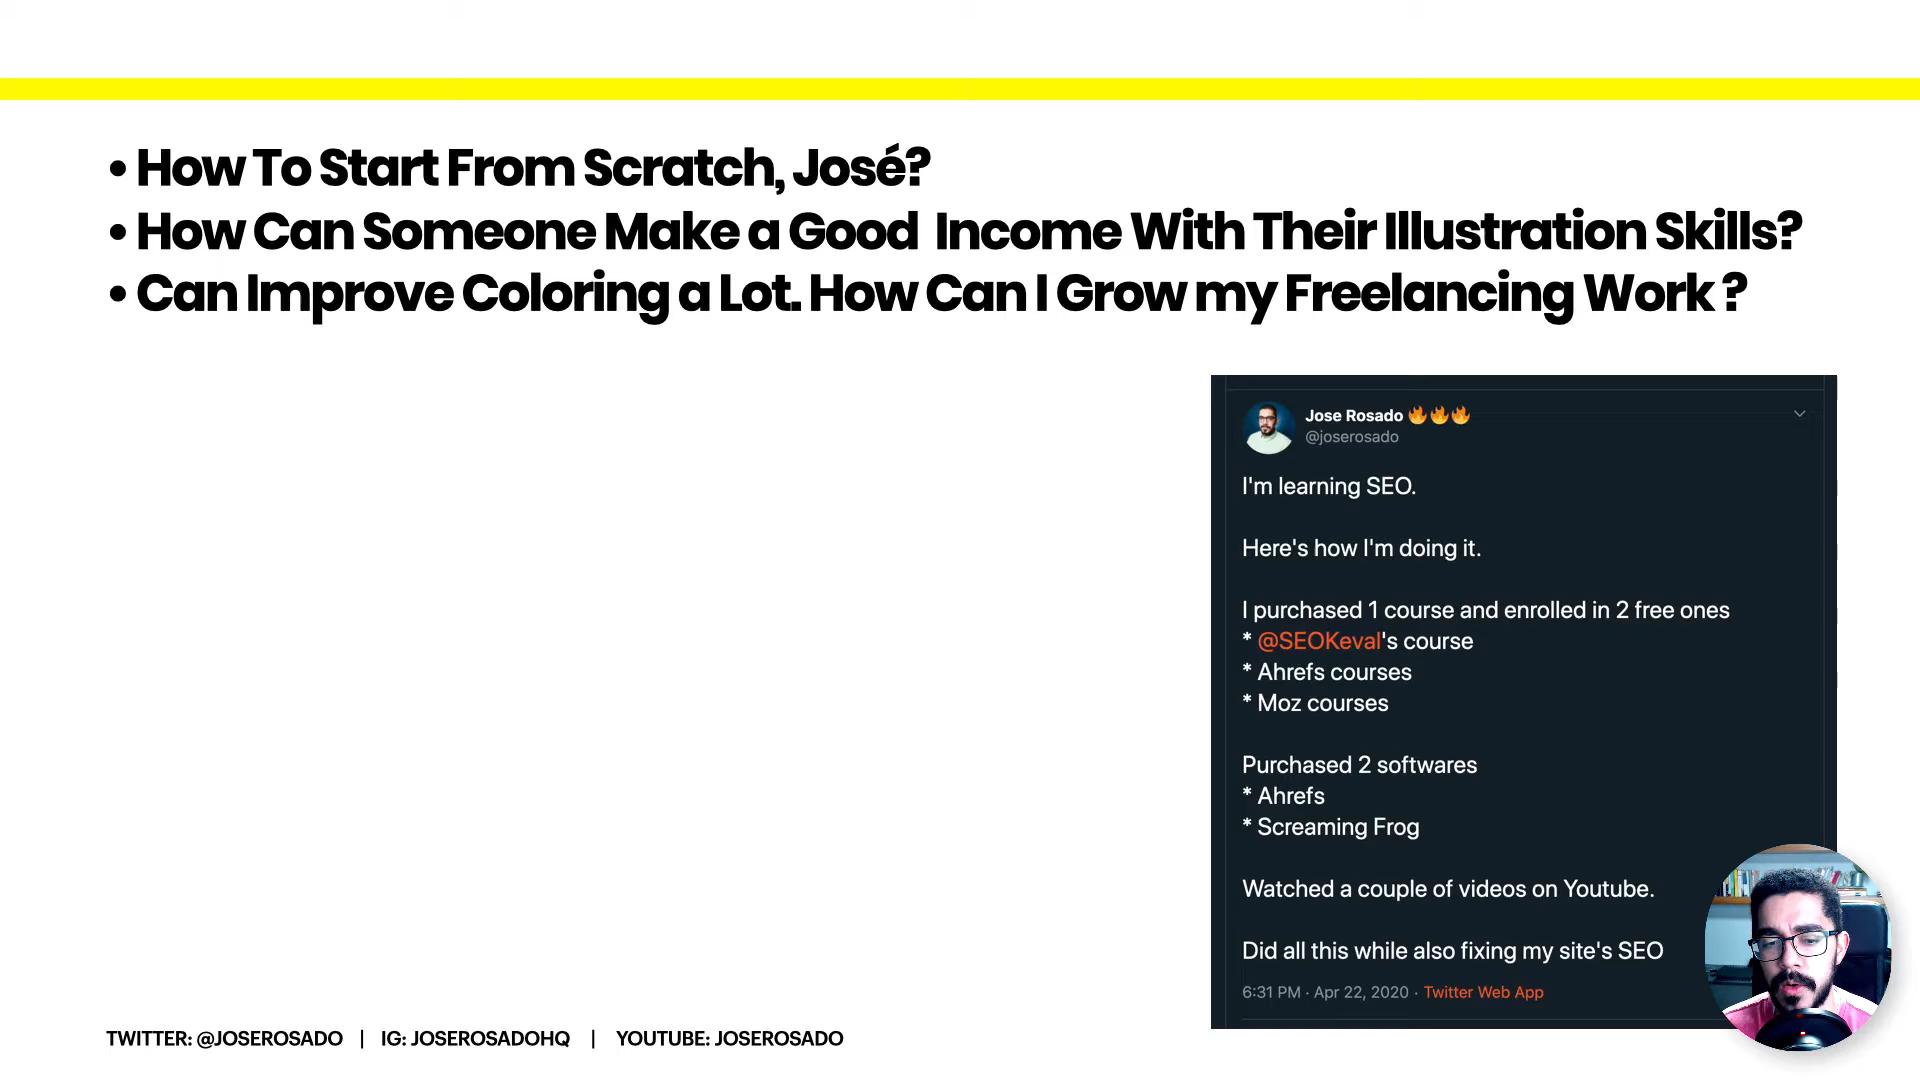 • How To Start From Scratch, José?
• How Can Someone Make a Good Income With Their Illustration Skills?
• Can Improve Coloring a Lot. How Can I Grow my Freelancing Work ?
Jose Rosado 🔥🔥🔥
@joserosado
I'm learning SEO.
Here's how I'm doing it.
I purchased 1 course and enrolled in 2 free ones
* @SEOKeval's course
* Ahrefs courses
* Moz courses
Purchased 2 softwares
* Ahrefs
* Screaming Frog
Watched a couple of videos on Youtube.
Did all this while also fixing my site's SEO
6:31 PM · Apr 22, 2020 · Twitter Web App
TWITTER: @JOSEROSADO | IG: JOSEROSADOHQ | YOUTUBE: JOSEROSADO